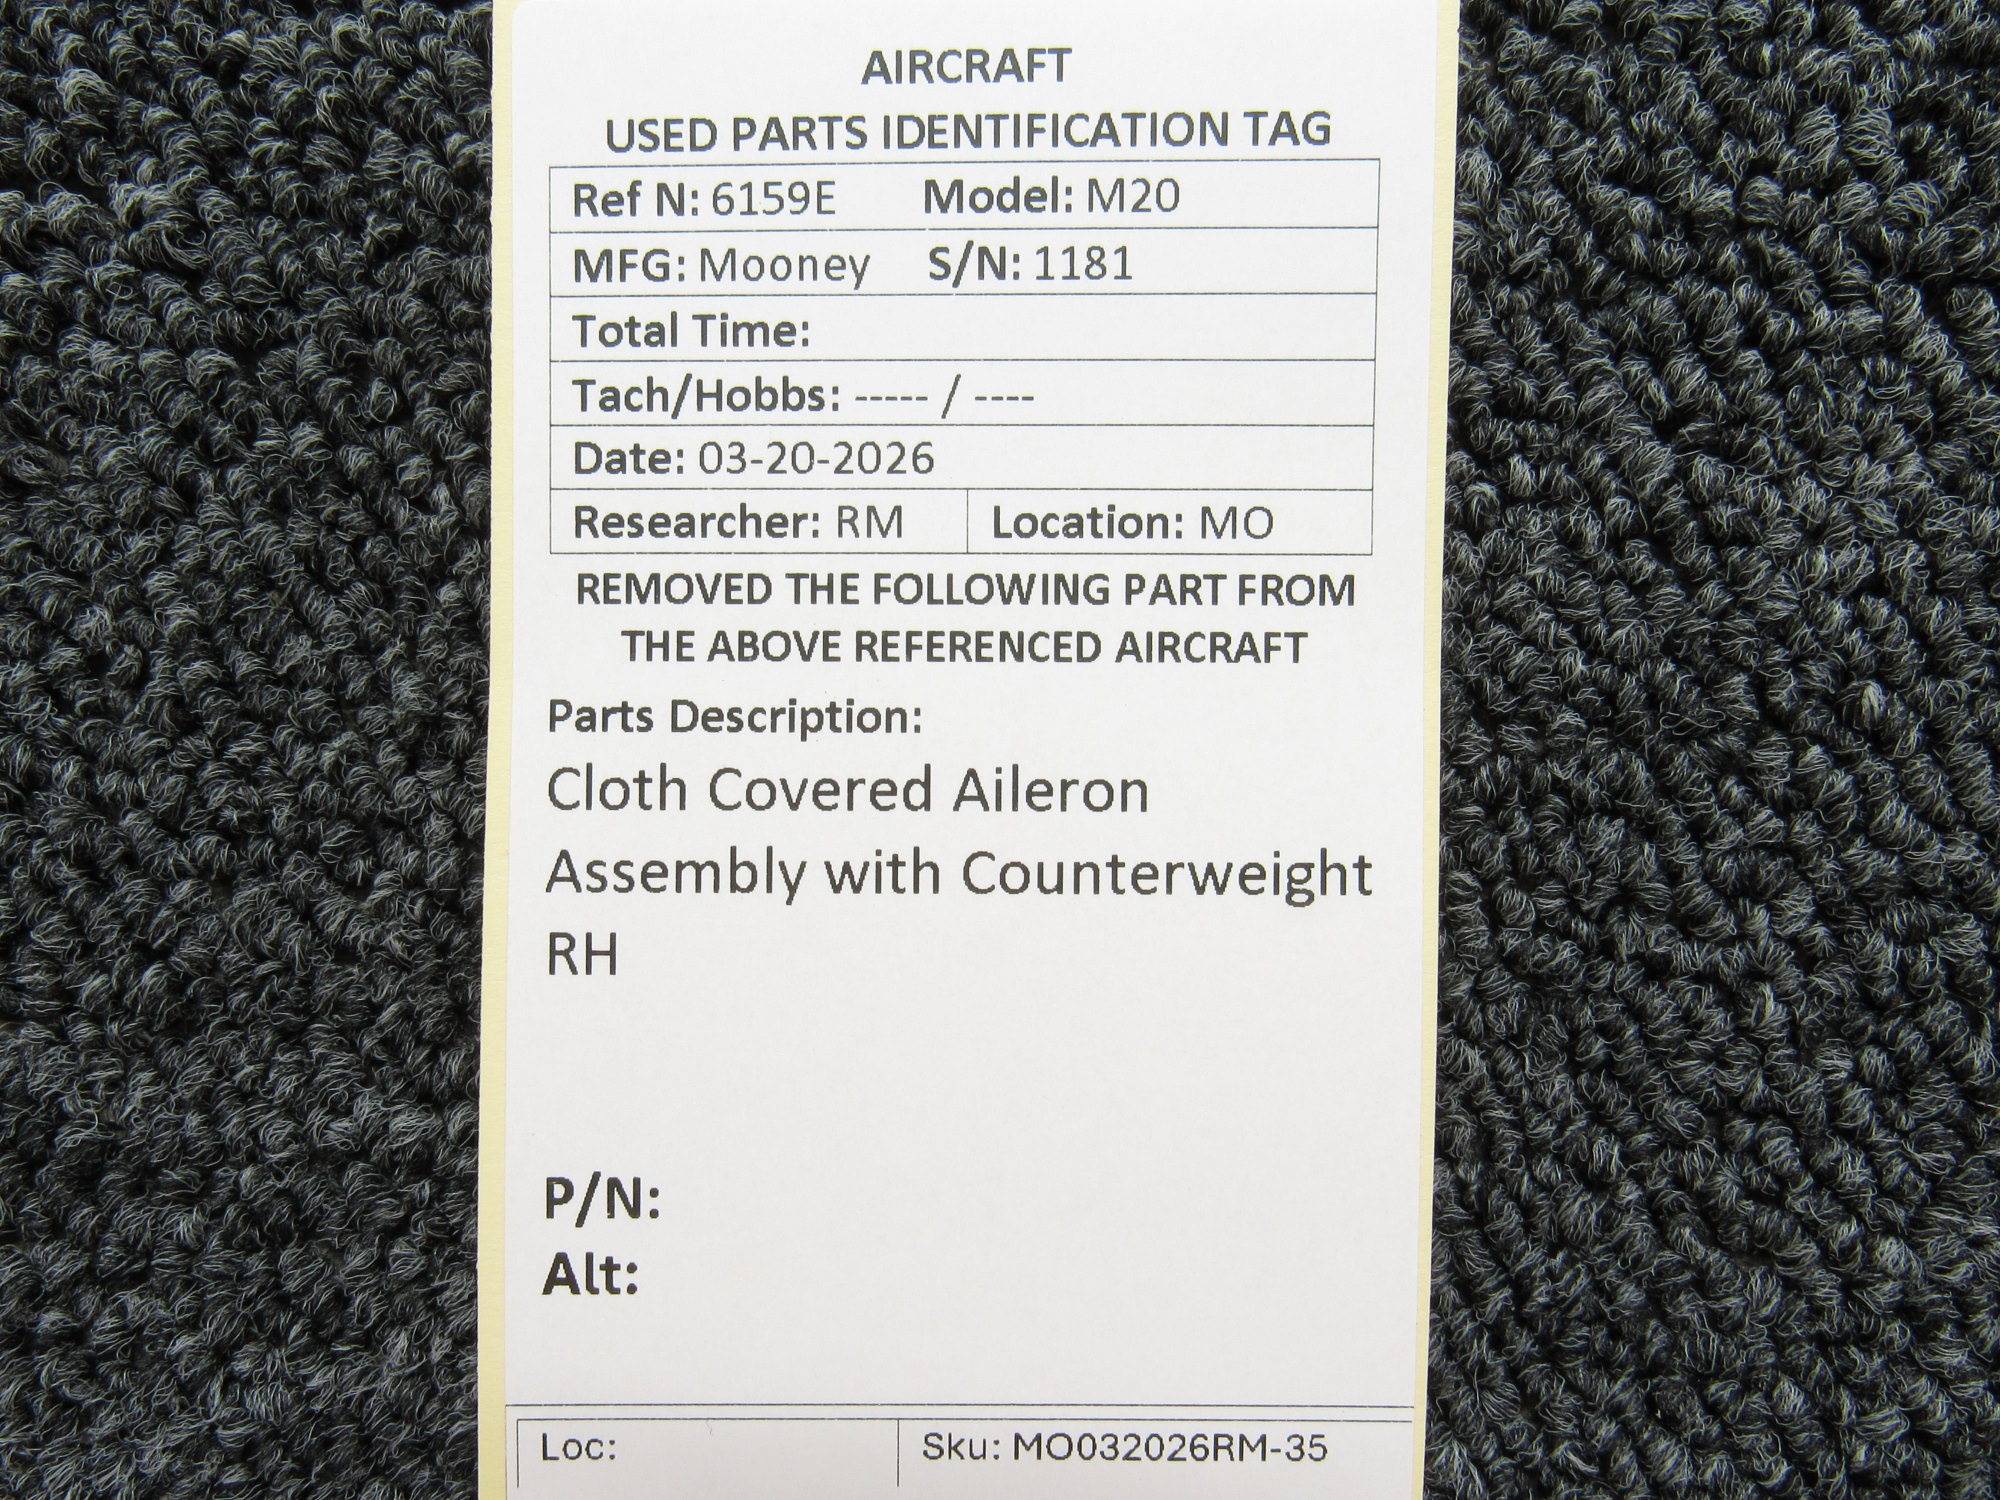 AIRCRAFT
USED PARTS IDENTIFICATION TAG
Ref N: 6159E Model: M20
MFG: Mooney S/N: 1181
Total Time:
Tach/Hobbs: ----- / ----
Date: 03-20-2026
Researcher: RM Location: MO
REMOVED THE FOLLOWING PART FROM
THE ABOVE REFERENCED AIRCRAFT
Parts Description:
Cloth Covered Aileron
Assembly with Counterweight
RH
P/N:
Alt:
Loc: Sku: MO032026RM-35